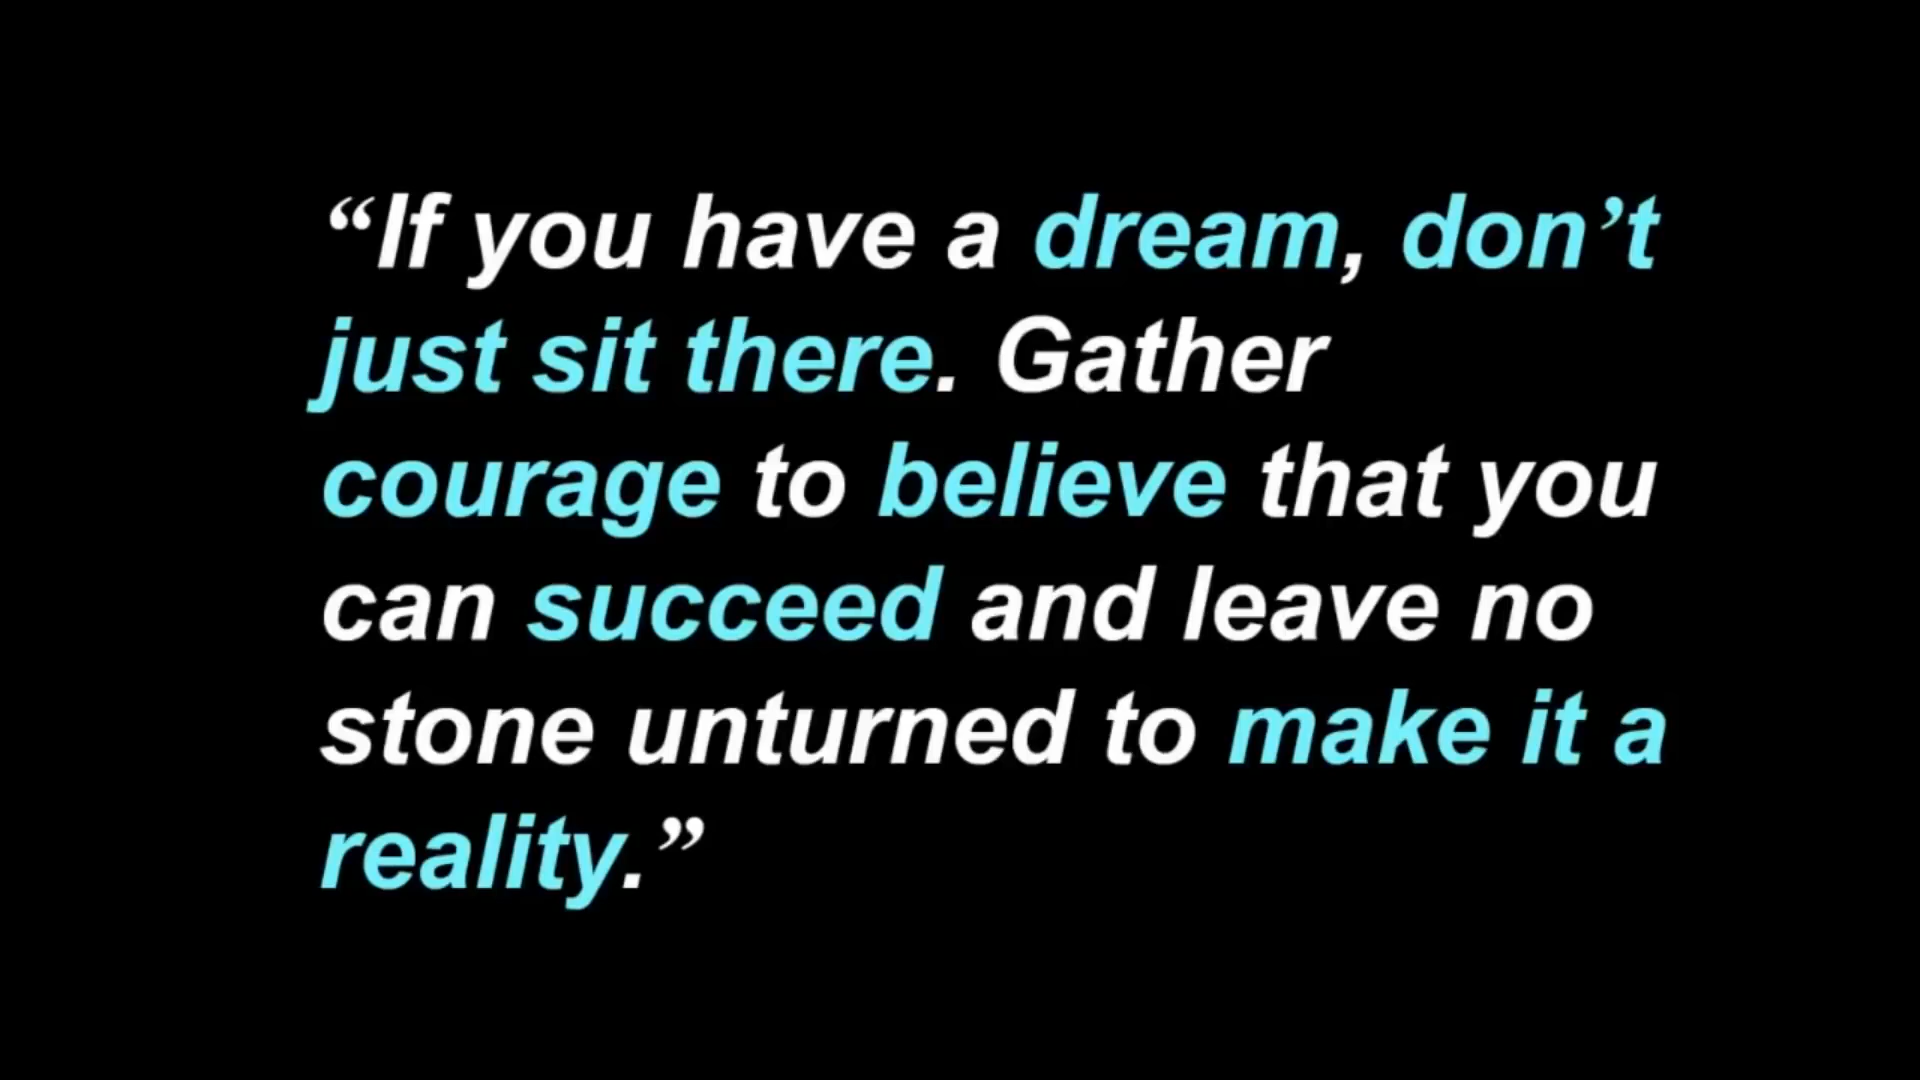 “If you have a dream, don’t
just sit there. Gather
courage to believe that you
can succeed and leave no
stone unturned to make it a
reality.”